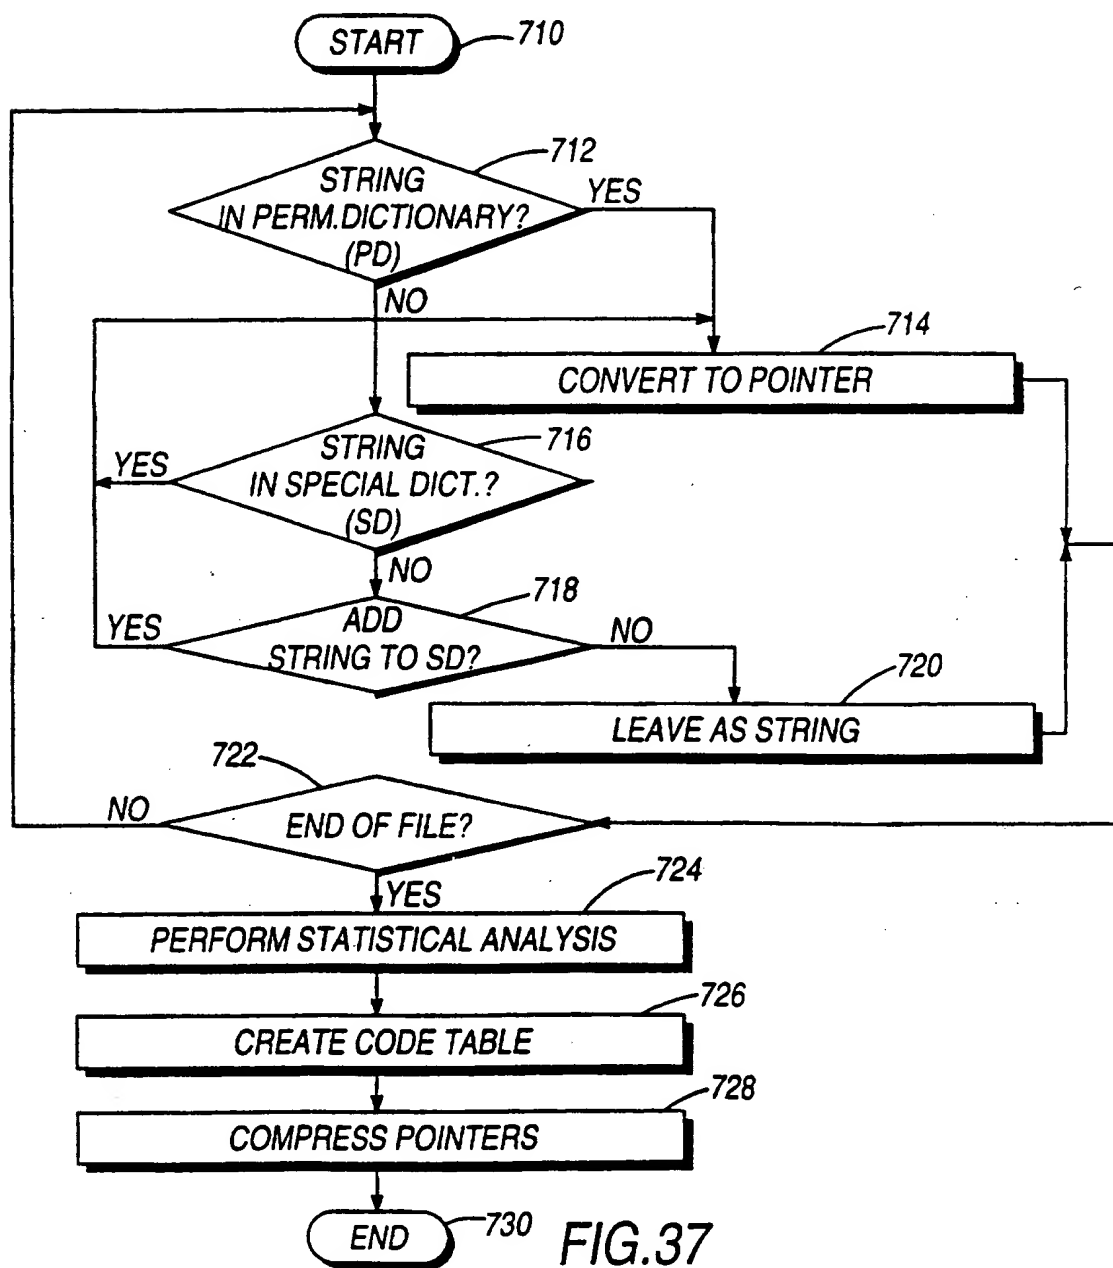 START
710
712
STRING
IN PERM.DICTIONARY?
(PD)
YES
NO
714
CONVERT TO POINTER
716
STRING
IN SPECIAL DICT.?
(SD)
YES
NO
718
ADD
STRING TO SD?
YES
NO
720
LEAVE AS STRING
722
END OF FILE?
NO
YES
724
PERFORM STATISTICAL ANALYSIS
726
CREATE CODE TABLE
728
COMPRESS POINTERS
END
730
FIG.37